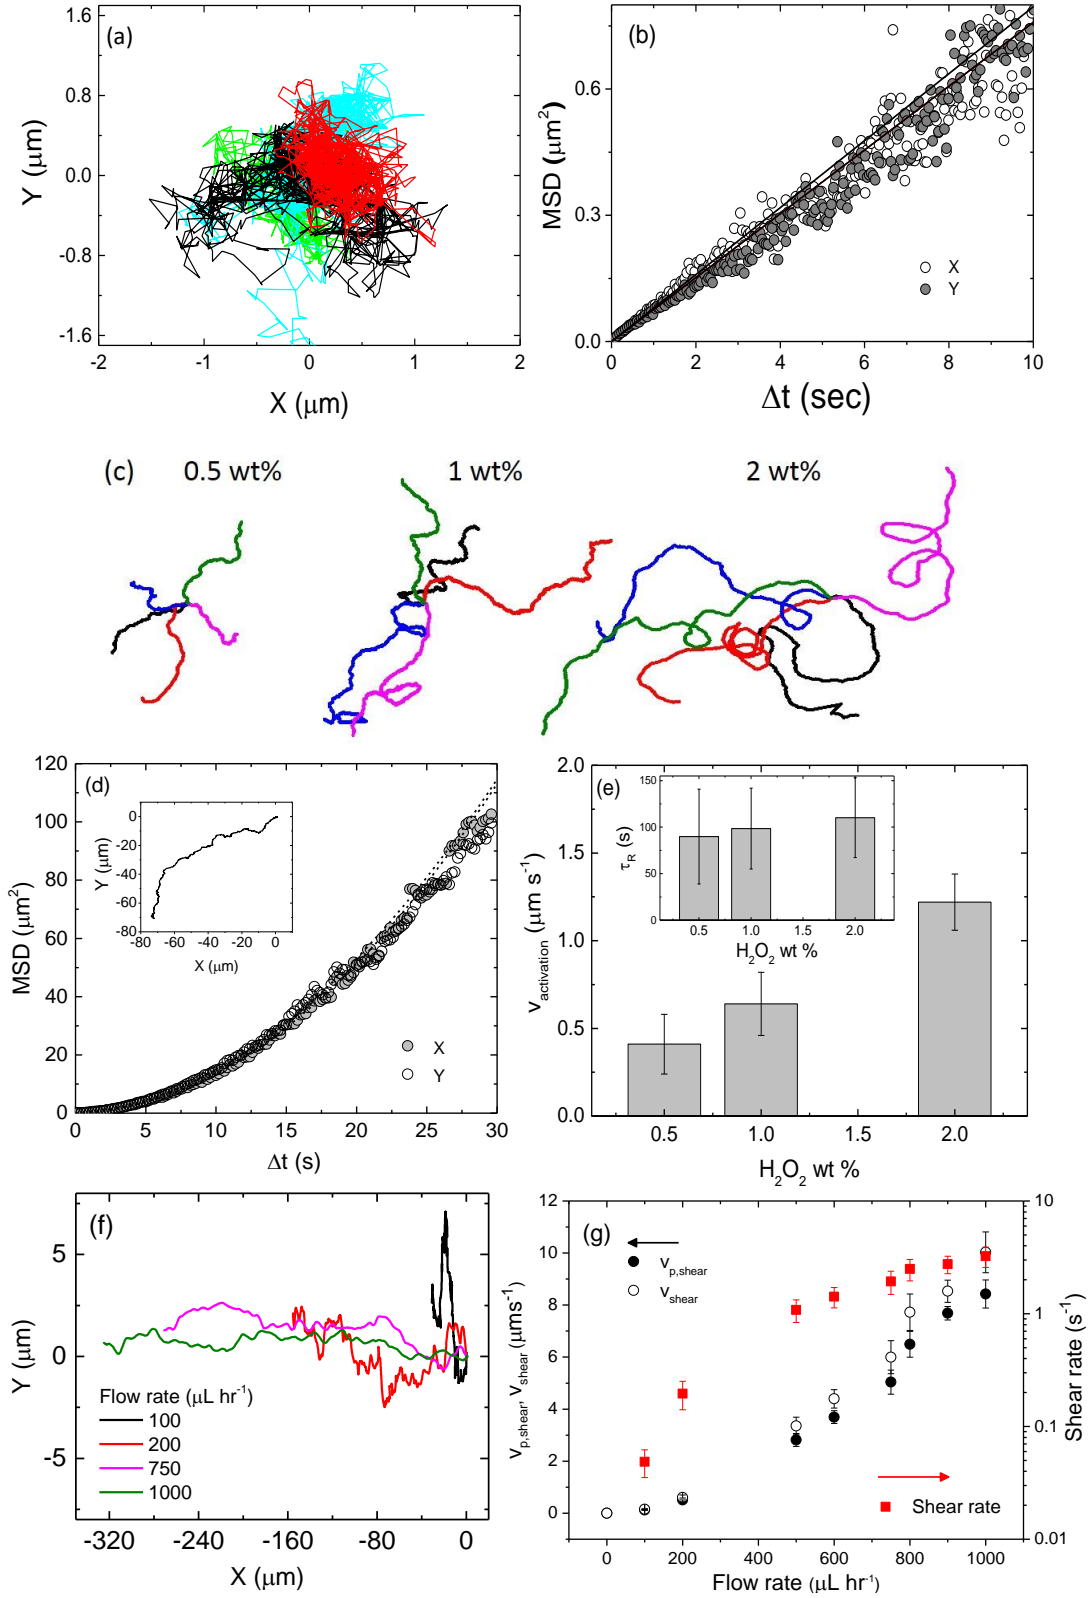 (a)
1.6
0.8
0.0
-0.8
-1.6
Y (μm)
-2
-1
0
1
2
X (μm)
(b)
0.6
0.3
0.0
MSD (μm²)
X
Y
0
2
4
6
8
10
Δt (sec)
(c)
0.5 wt%
1 wt%
2 wt%
(d)
120
100
80
60
40
20
0
MSD (μm²)
0
-20
-40
-60
-80
Y (μm)
-80
-60
-40
-20
0
X (μm)
X
Y
0
5
10
15
20
25
30
Δt (s)
(e)
2.0
1.5
1.0
0.5
0.0
v_activation (μm s⁻¹)
150
100
50
0
τ_R (s)
0.5
1.0
2.0
H₂O₂ wt %
0.5
1.0
1.5
2.0
H₂O₂ wt %
(f)
5
0
-5
Y (μm)
Flow rate (μL hr⁻¹)
100
200
750
1000
-320
-240
-160
-80
0
X (μm)
(g)
12
10
8
6
4
2
0
v_p,shear, v_shear (μms⁻¹)
v_p,shear
v_shear
Shear rate
10
1
0.1
0.01
Shear rate (s⁻¹)
0
200
400
600
800
1000
Flow rate (μL hr⁻¹)